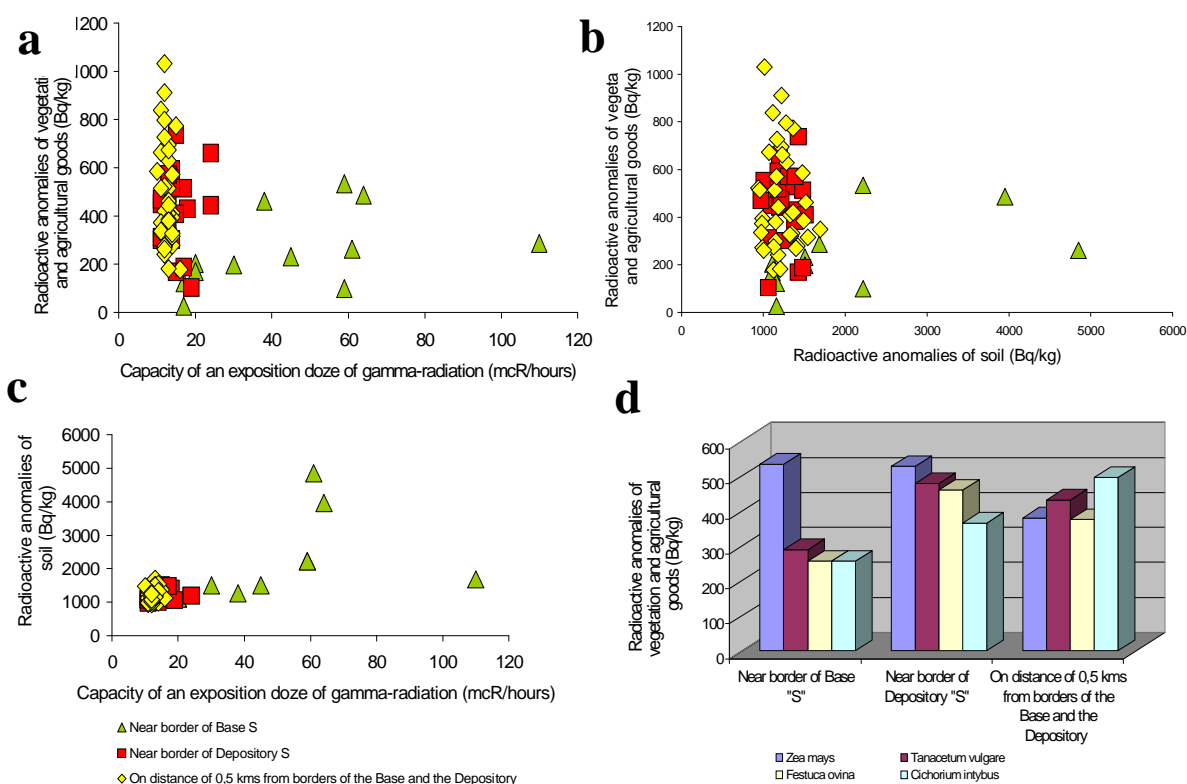 a
1200
1000
800
600
400
200
0
0 20 40 60 80 100 120
Radioactive anomalies of vegetati
and agricultural goods (Bq/kg)
Capacity of an exposition doze of gamma-radiation (mcR/hours)
b
1200
1000
800
600
400
200
0
0 1000 2000 3000 4000 5000 6000
Radioactive anomalies of vegeta
and agricultural goods (Bq/kg)
Radioactive anomalies of soil (Bq/kg)
c
6000
5000
4000
3000
2000
1000
0
0 20 40 60 80 100 120
Radioactive anomalies of
soil (Bq/kg)
Capacity of an exposition doze of gamma-radiation (mcR/hours)
Near border of Base S
Near border of Depository S
On distance of 0,5 kms from borders of the Base and the Depository
d
600
500
400
300
200
100
0
Radioactive anomalies of
vegetation and agricultural
goods (Bq/kg)
Near border of Base
"S"
Near border of
Depository "S"
On distance of 0,5 kms
from borders of the
Base and the
Depository
Zea mays
Tanacetum vulgare
Festuca ovina
Cichorium intybus